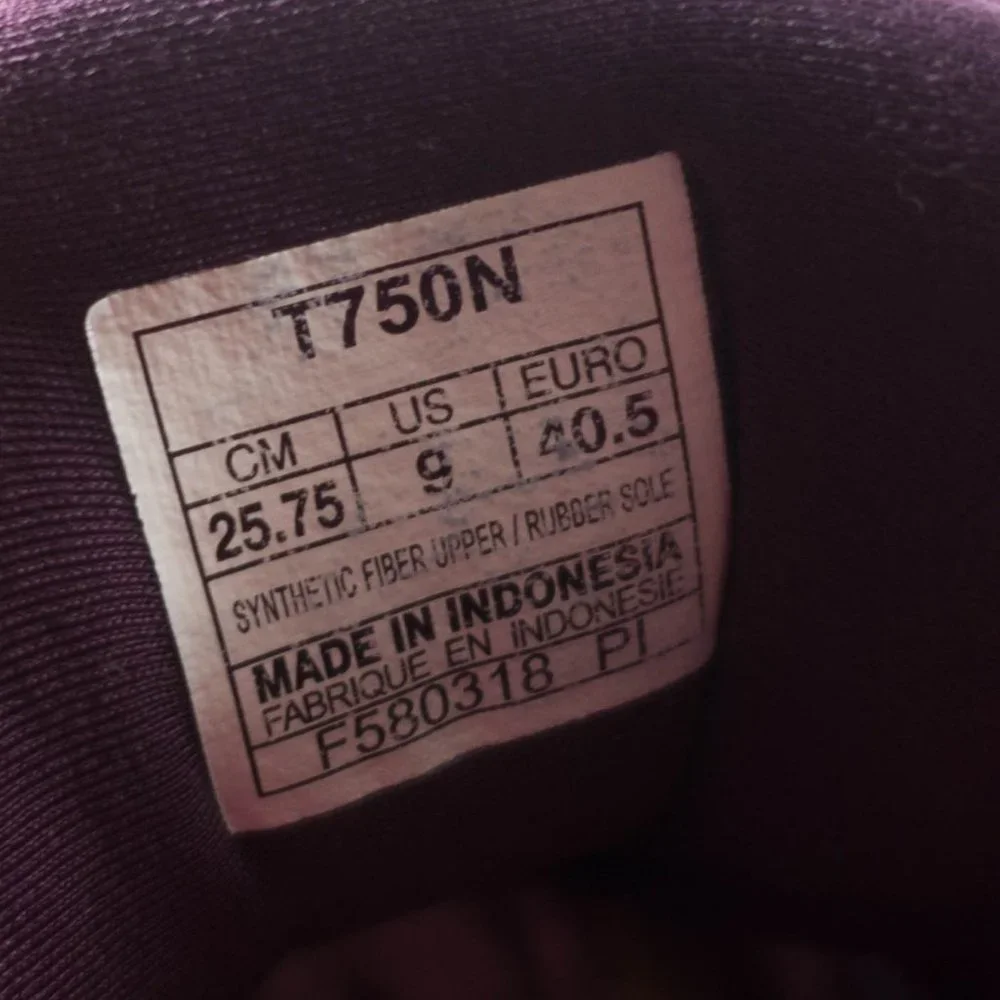 T750N
CM US EURO
25.75 9 40.5
SYNTHETIC FIBER UPPER / RUBBER SOLE
MADE IN INDONESIA
FABRIQUE EN INDONESIE
F580318 PI